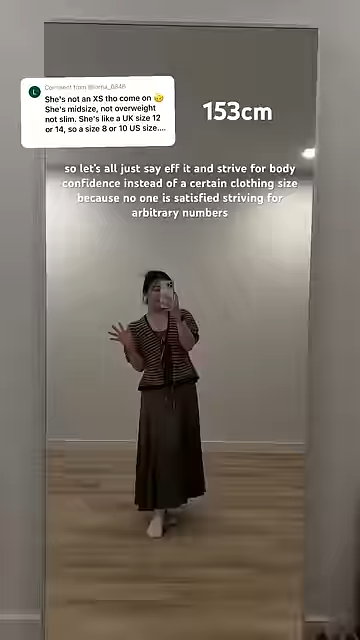 She's not an XS tho come on 😅
She's midsize, not overweight
not slim. She's like a UK size 12
or 14, so a size 8 or 10 US size....
153cm
so let's all just say eff it and strive for body
confidence instead of a certain clothing size
because no one is satisfied striving for
arbitrary numbers